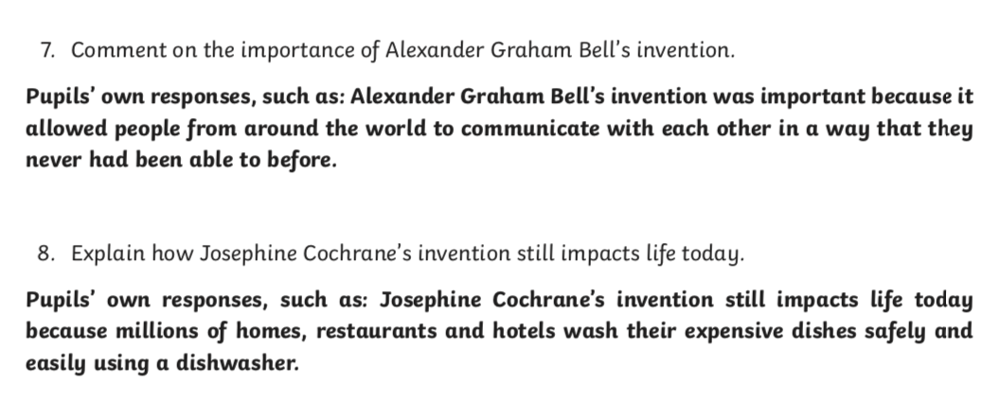 7. Comment on the importance of Alexander Graham Bell's invention.
Pupils' own responses, such as: Alexander Graham Bell's invention was important because it
allowed people from around the world to communicate with each other in a way that they
never had been able to before.
8. Explain how Josephine Cochrane's invention still impacts life today.
Pupils' own responses, such as: Josephine Cochrane's invention still impacts life today
because millions of homes, restaurants and hotels wash their expensive dishes safely and
easily using a dishwasher.